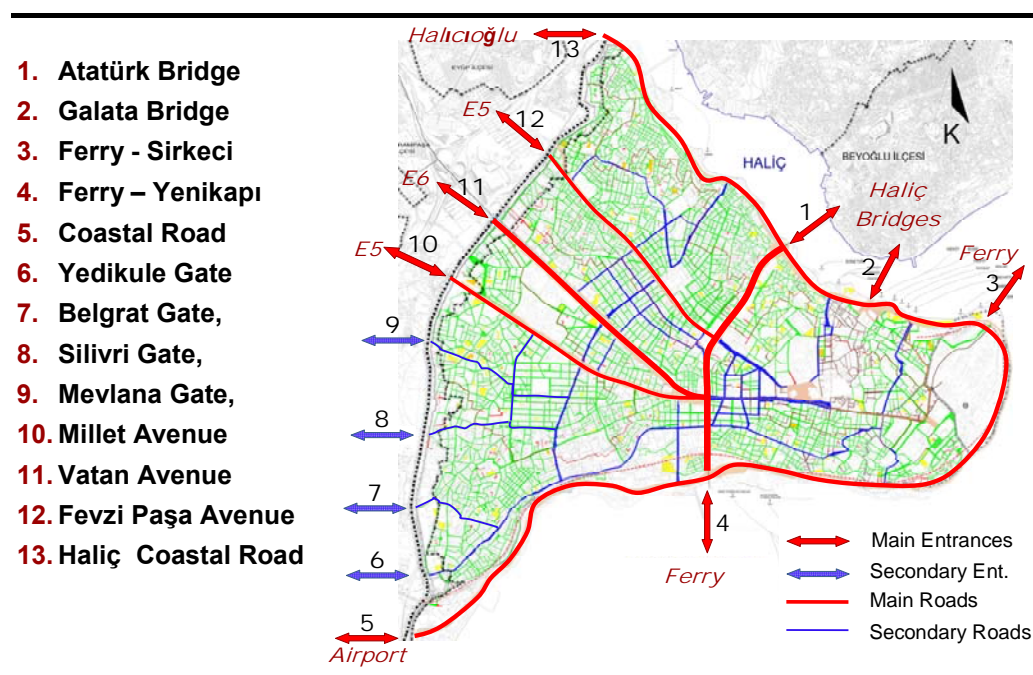 1. Atatürk Bridge
2. Galata Bridge
3. Ferry - Sirkeci
4. Ferry – Yenikapı
5. Coastal Road
6. Yedikule Gate
7. Belgrat Gate,
8. Silivri Gate,
9. Mevlana Gate,
10. Millet Avenue
11. Vatan Avenue
12. Fevzi Paşa Avenue
13. Haliç Coastal Road
Halıcıoğlu
13
E5
12
E6
11
E5
10
9
8
7
6
5
Airport
HALİÇ
BEYOĞLU İLÇESİ
K
1
Haliç
Bridges
2
Ferry
3
4
Ferry
EYÜP İLÇESİ
Main Entrances
Secondary Ent.
Main Roads
Secondary Roads